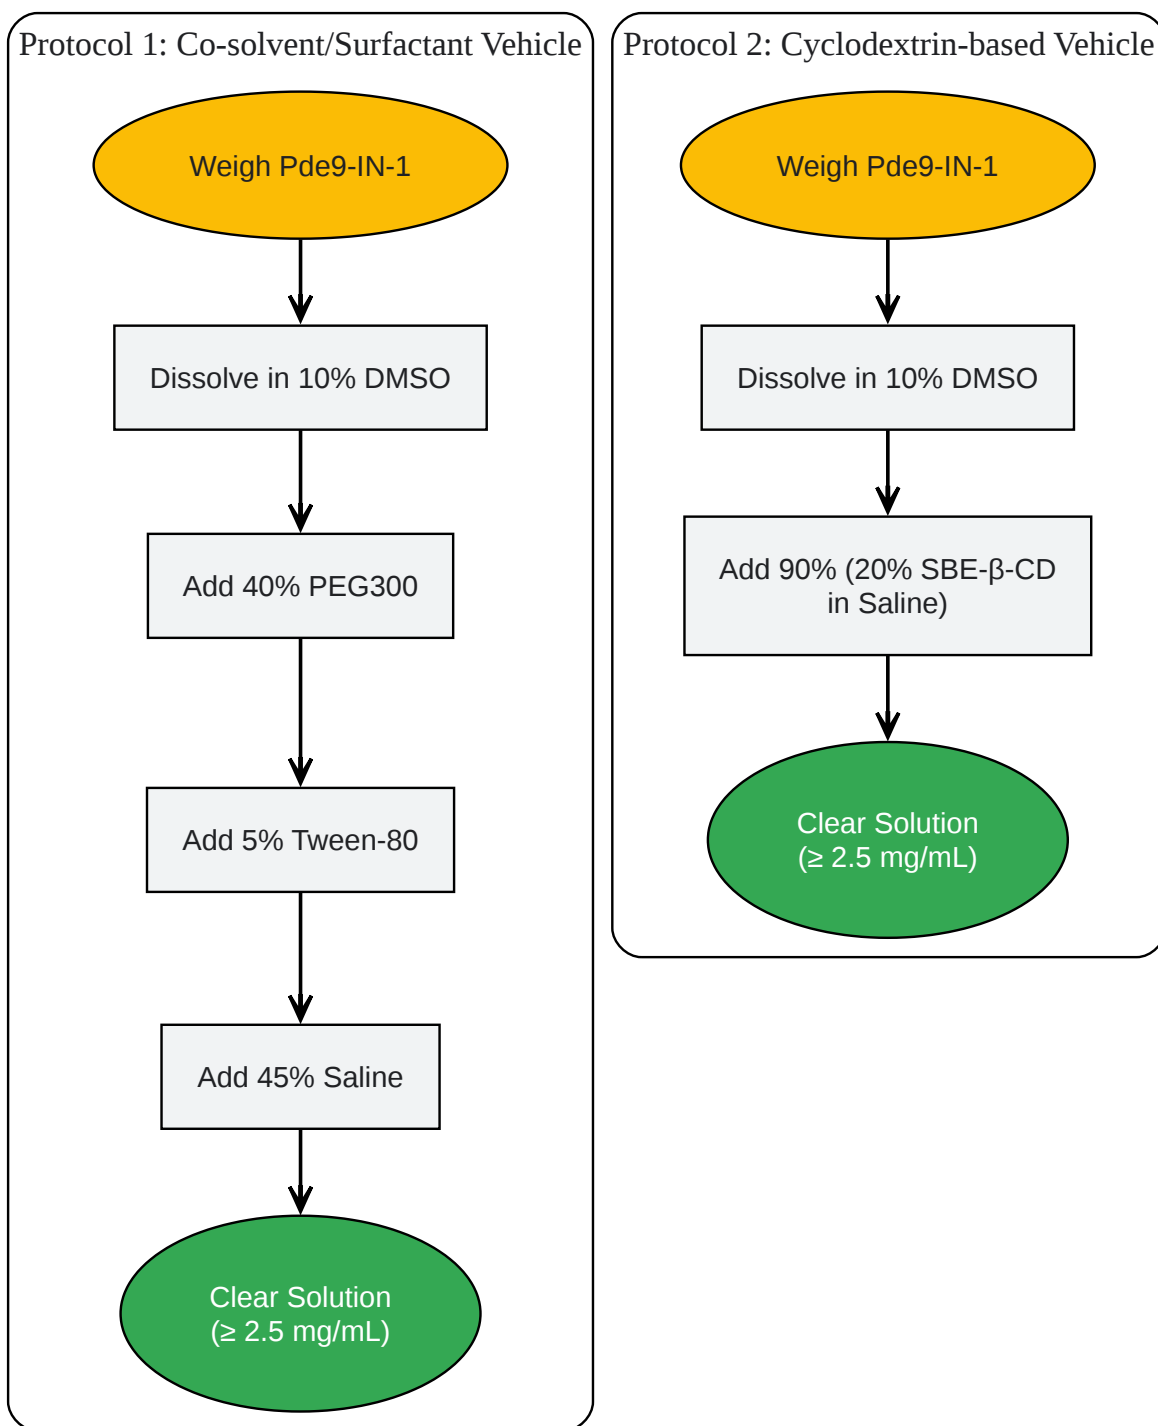 Protocol 1: Co-solvent/Surfactant Vehicle
Weigh Pde9-IN-1
Dissolve in 10% DMSO
Add 40% PEG300
Add 5% Tween-80
Add 45% Saline
Clear Solution
(≥ 2.5 mg/mL)
Protocol 2: Cyclodextrin-based Vehicle
Weigh Pde9-IN-1
Dissolve in 10% DMSO
Add 90% (20% SBE-β-CD
in Saline)
Clear Solution
(≥ 2.5 mg/mL)